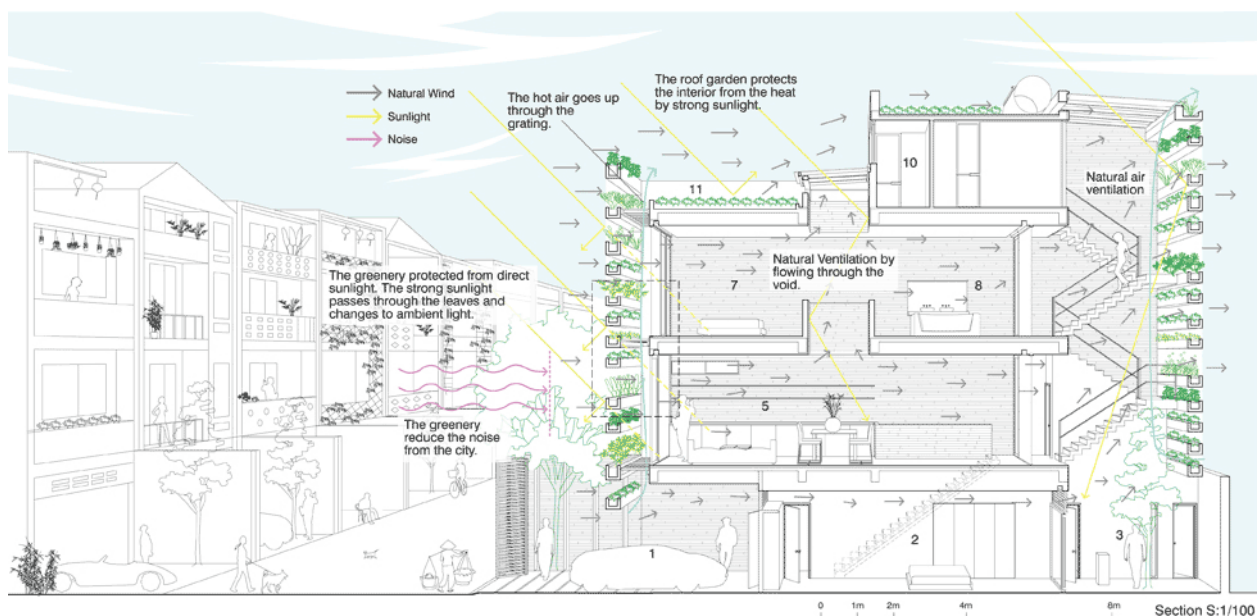 Natural Wind
Sunlight
Noise
The hot air goes up
through the
grating.
The roof garden protects
the interior from the heat
by strong sunlight.
10
11
Natural air
ventilation
The greenery protected from direct
sunlight. The strong sunlight
passes through the leaves and
changes to ambient light.
Natural Ventilation by
flowing through the
void.
7
8
5
The greenery
reduce the noise
from the city.
1
2
3
0 1m 2m 4m 8m
Section S:1/100